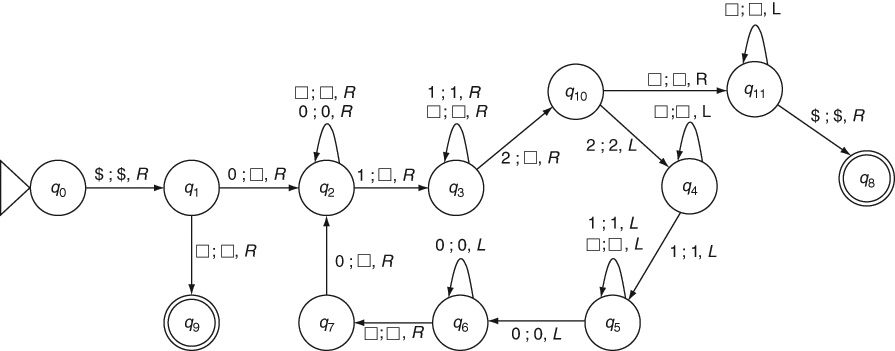 □ ; □, L
□ ; □, R
1 ; 1, R
□ ; □, R
q11
0 ; 0, R
□ ; □, R
q10
□ ; □, L
$ ; $, R
2 ; 2, L
2 ; □, R
$ ; $, R
0 ; □, R
1 ; □, R
q0
q1
q2
q3
q4
q8
1 ; 1, L
□ ; □, L
1 ; 1, L
□ ; □, R
0 ; □, R
0 ; 0, L
q9
q7
q6
q5
□ ; □, R
0 ; 0, L